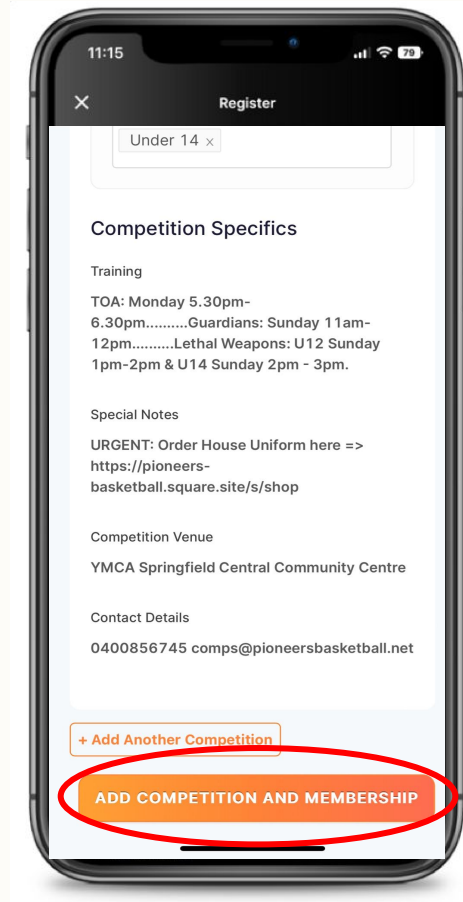 11:15
79
× Register
Under 14 ×
Competition Specifics
Training
TOA: Monday 5.30pm-
6.30pm..........Guardians: Sunday 11am-
12pm..........Lethal Weapons: U12 Sunday
1pm-2pm & U14 Sunday 2pm - 3pm.
Special Notes
URGENT: Order House Uniform here =>
https://pioneers-
basketball.square.site/s/shop
Competition Venue
YMCA Springfield Central Community Centre
Contact Details
0400856745 comps@pioneersbasketball.net
+ Add Another Competition
ADD COMPETITION AND MEMBERSHIP